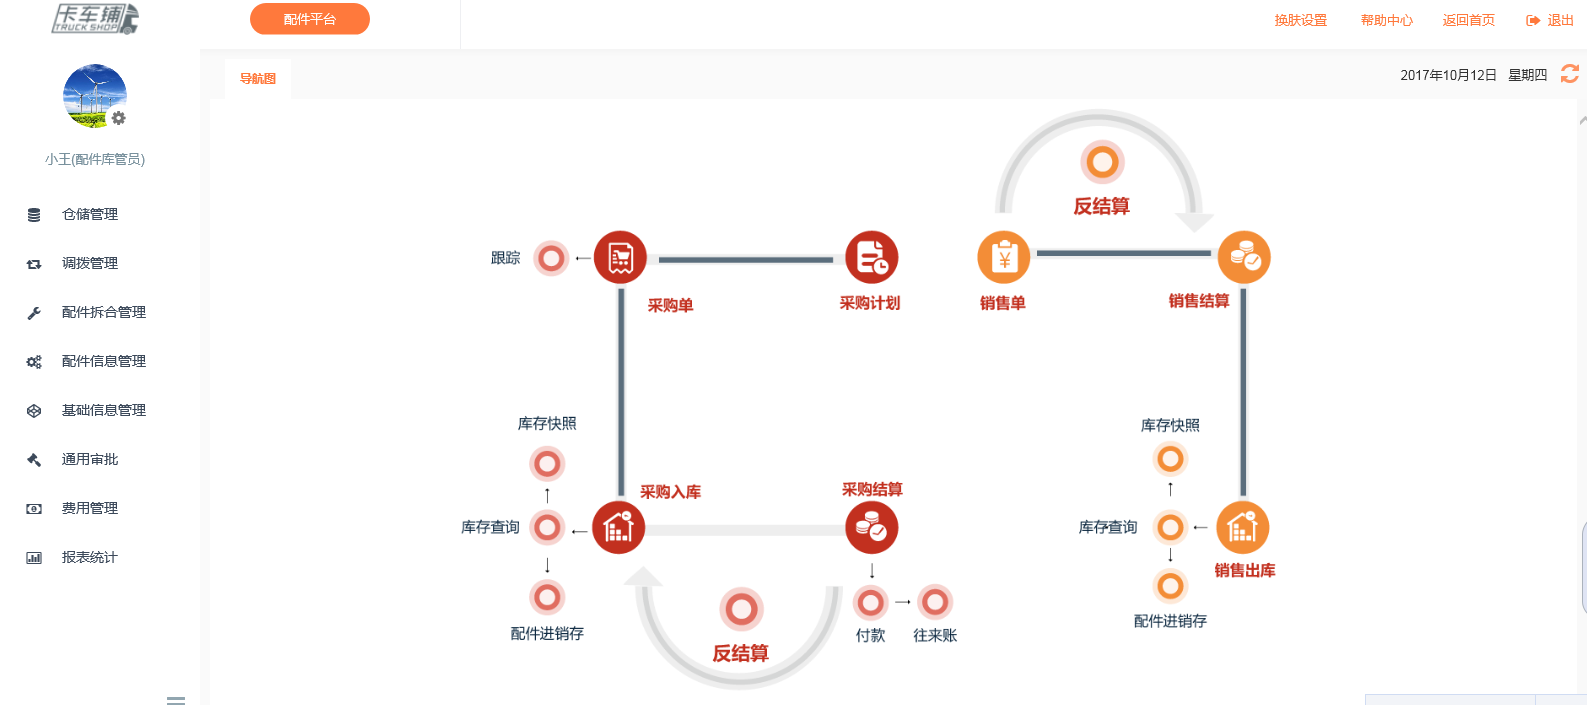 卡车铺
TRUCK SHOP
配件平台
换肤设置
帮助中心
返回首页
退出
导航图
2017年10月12日 星期四
小王(配件库管员)
仓储管理
调拨管理
配件拆合管理
配件信息管理
基础信息管理
通用审批
费用管理
报表统计
反结算
跟踪
采购单
采购计划
销售单
销售结算
库存快照
采购入库
采购结算
库存查询
配件进销存
反结算
付款
往来账
库存快照
库存查询
销售出库
配件进销存